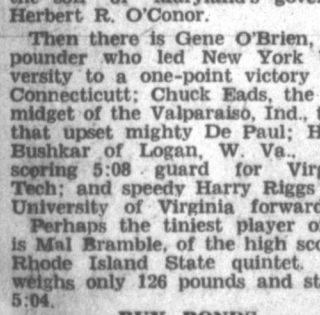 Herbert R. O'Conor.
Then there is Gene O'Brien,
pounder who led New York
versity to a one-point victory
Connecticutt; Chuck Eads, the
midget of the Valparaiso, Ind.,
that upset mighty De Paul; H
Bushkar of Logan, W. Va.,
scoring 5:08 guard for Virg
Tech; and speedy Harry Riggs
University of Virginia forward
Perhaps the tiniest player o
is Mal Bramble, of the high sco
Rhode Island State quintet.
weighs only 126 pounds and st
5:04.